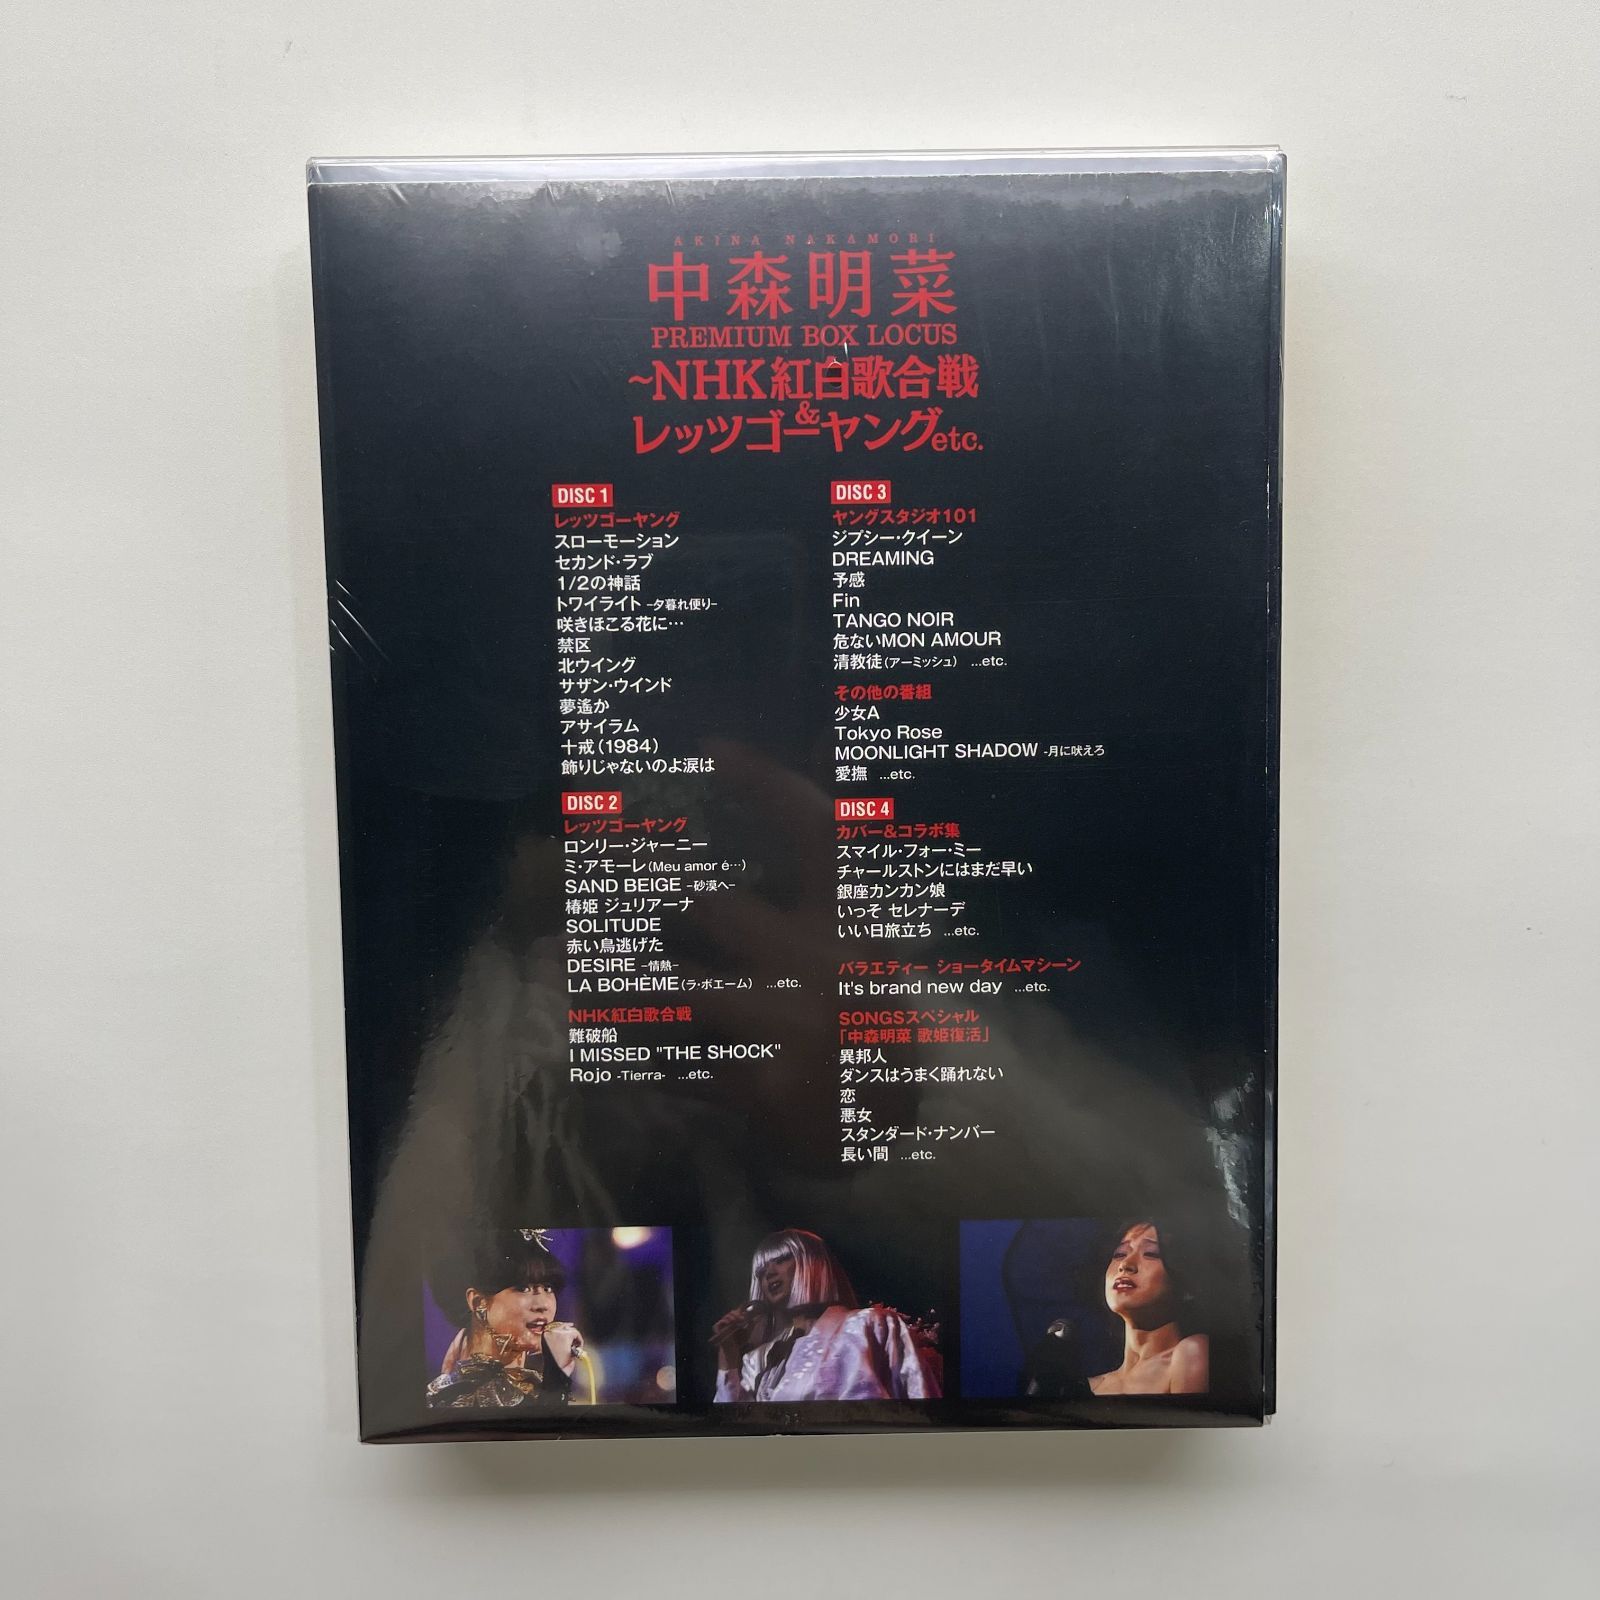 AKINA NAKAMORI
中森明菜
PREMIUM BOX LOCUS
~NHK紅白歌合戦
&
レッツゴーヤングetc.
DISC 1
レッツゴーヤング
スローモーション
セカンド・ラブ
1/2の神話
トワイライト -夕暮れ便り-
咲きほこる花に…
禁区
北ウイング
サザン・ウインド
夢遙か
アサイラム
十戒(1984)
飾りじゃないのよ涙は
DISC 2
レッツゴーヤング
ロンリー・ジャーニー
ミ・アモーレ(Meu amor é…)
SAND BEIGE -砂漠へ-
椿姫 ジュリアーナ
SOLITUDE
赤い鳥逃げた
DESIRE -情熱-
LA BOHÈME(ラ・ボエーム) ...etc.
NHK紅白歌合戦
難破船
I MISSED "THE SHOCK"
Rojo -Tierra- ...etc.
DISC 3
ヤングスタジオ101
ジプシー・クイーン
DREAMING
予感
Fin
TANGO NOIR
危ないMON AMOUR
清教徒(アーミッシュ) ...etc.
その他の番組
少女A
Tokyo Rose
MOONLIGHT SHADOW -月に吠えろ
愛撫 ...etc.
DISC 4
カバー&コラボ集
スマイル・フォー・ミー
チャールストンにはまだ早い
銀座カンカン娘
いっそ セレナーデ
いい日旅立ち ...etc.
バラエティー ショータイムマシーン
It's brand new day ...etc.
SONGSスペシャル
「中森明菜 歌姫復活」
異邦人
ダンスはうまく踊れない
恋
悪女
スタンダード・ナンバー
長い間 ...etc.